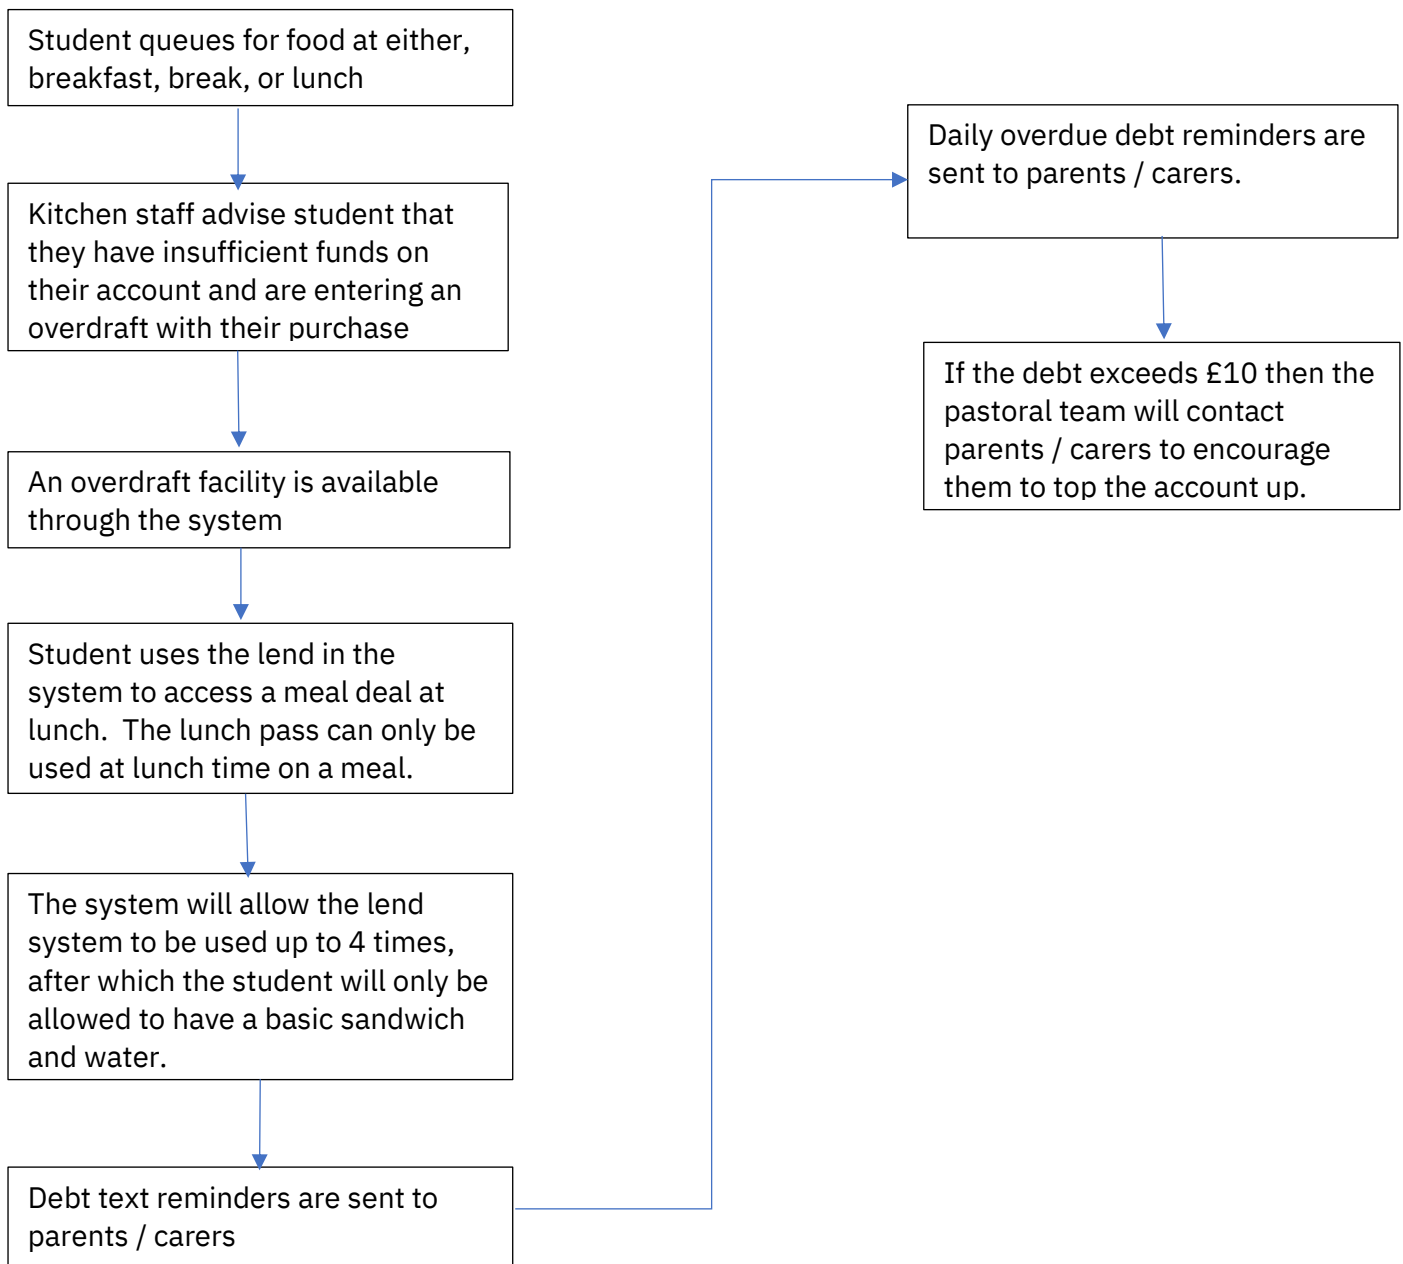 Student queues for food at either,
breakfast, break, or lunch
Kitchen staff advise student that
they have insufficient funds on
their account and are entering an
overdraft with their purchase
An overdraft facility is available
through the system
Student uses the lend in the
system to access a meal deal at
lunch.  The lunch pass can only be
used at lunch time on a meal.
The system will allow the lend
system to be used up to 4 times,
after which the student will only be
allowed to have a basic sandwich
and water.
Debt text reminders are sent to
parents / carers
Daily overdue debt reminders are
sent to parents / carers.
If the debt exceeds £10 then the
pastoral team will contact
parents / carers to encourage
them to top the account up.